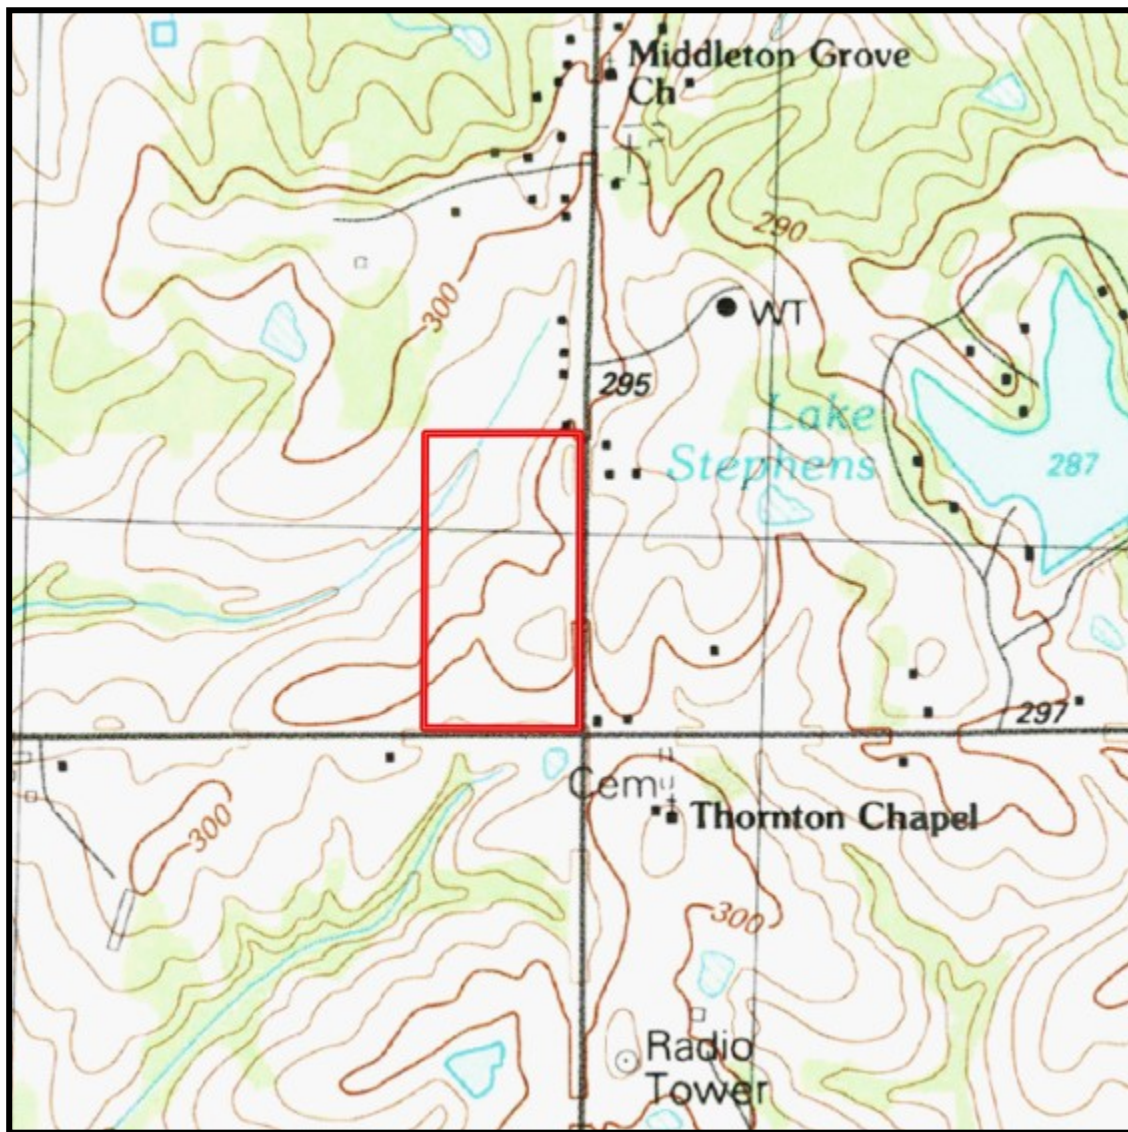 Middleton Grove
Ch
290
300
WT
295
Lake
Stephens
287
297
Cem
Thornton Chapel
300
300
Radio
Tower